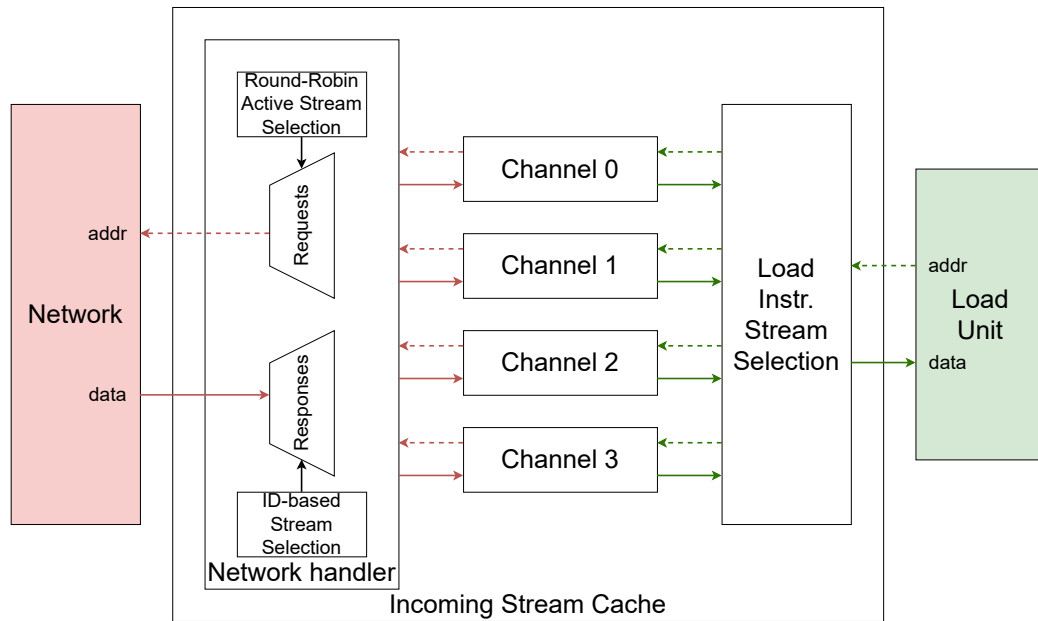 Round-Robin
Active Stream
Selection
Requests
addr
Network
data
Responses
ID-based
Stream
Selection
Network handler
Channel 0
Channel 1
Channel 2
Channel 3
Load
Instr.
Stream
Selection
addr
Load
Unit
data
Incoming Stream Cache